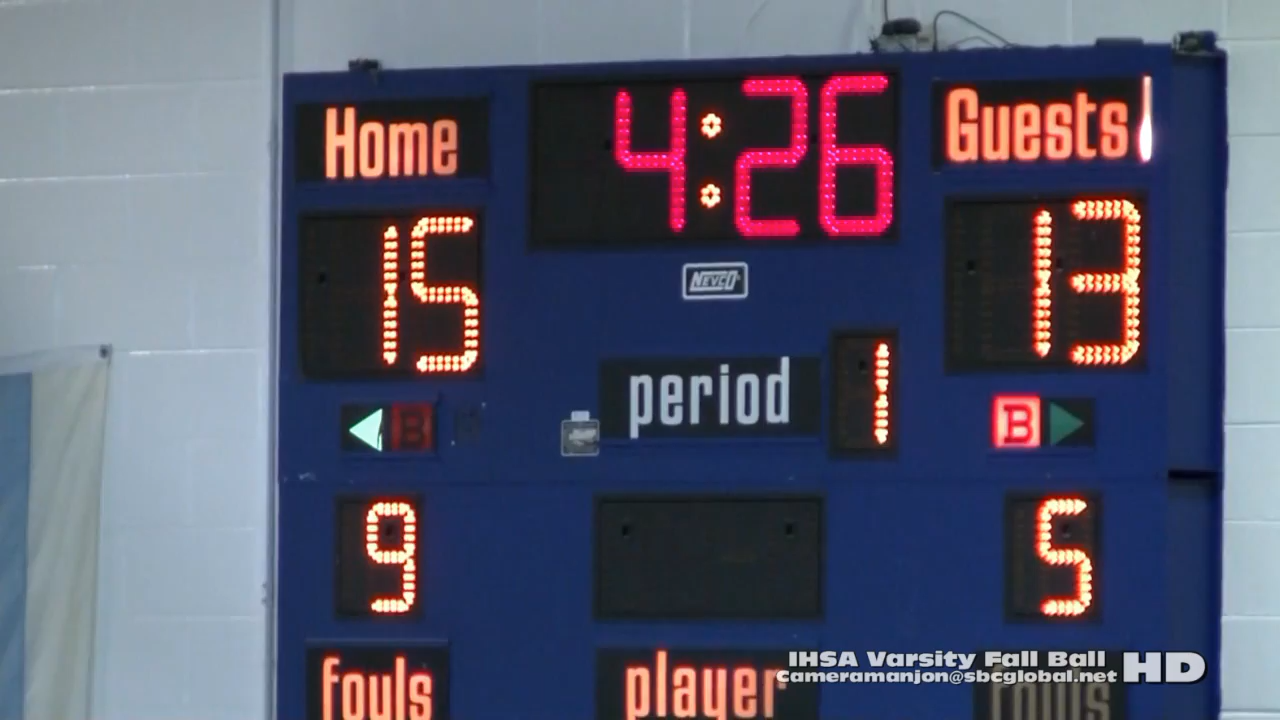 Home 4:26 Guests
15 13
NEVCO
period 1
B B
9 5
fouls player fouls
IHSA Varsity Fall Ball HD
cameramanjon@sbcglobal.net